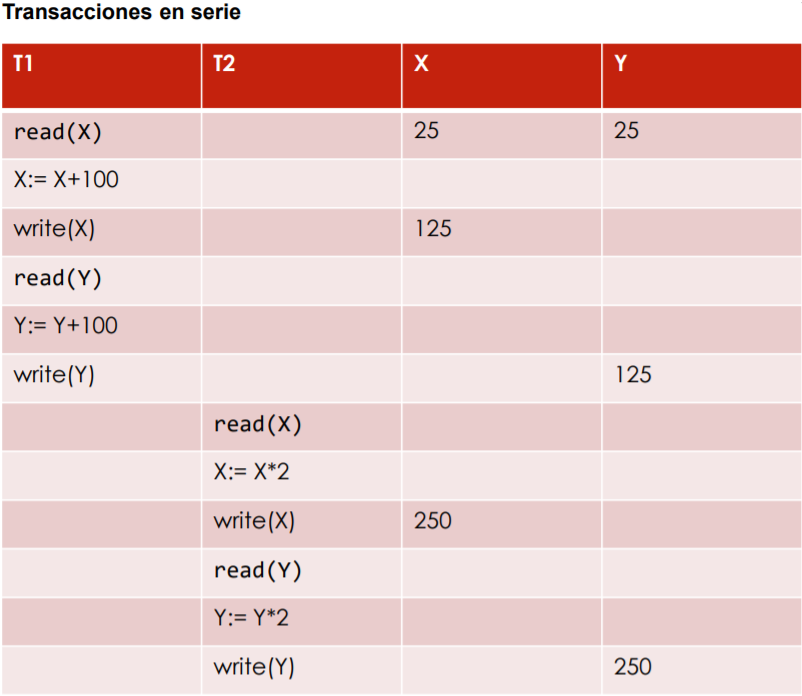 Transacciones en serie
T1 T2 X Y
read(X) 25 25
X:= X+100
write(X) 125
read(Y)
Y:= Y+100
write(Y) 125
read(X)
X:= X*2
write(X) 250
read(Y)
Y:= Y*2
write(Y) 250